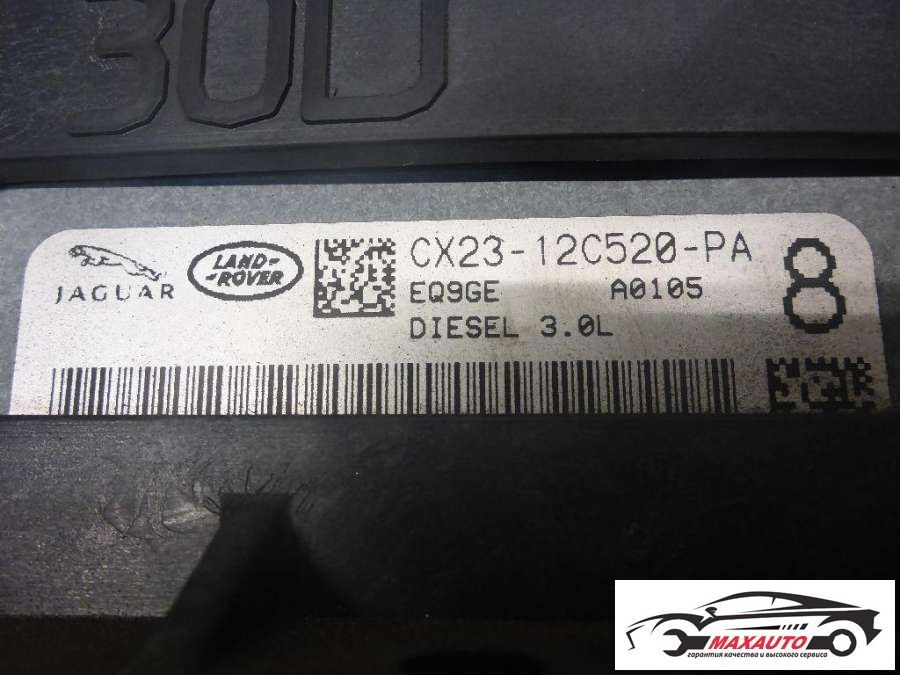 30D
JAGUAR
LAND-
-ROVER
CX23-12C520-PA
EQ9GE A0105
DIESEL 3.0L
8
MAXAUTO
гарантия качества и высокого сервиса